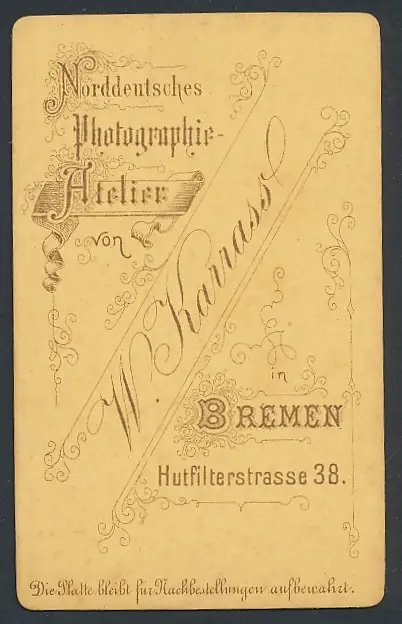 Norddeutsches
Photographie-
Atelier
von
W. Karrass
in
BREMEN
Hutfilterstrasse 38.
Die Platte bleibt für Nachbestellungen aufbewahrt.